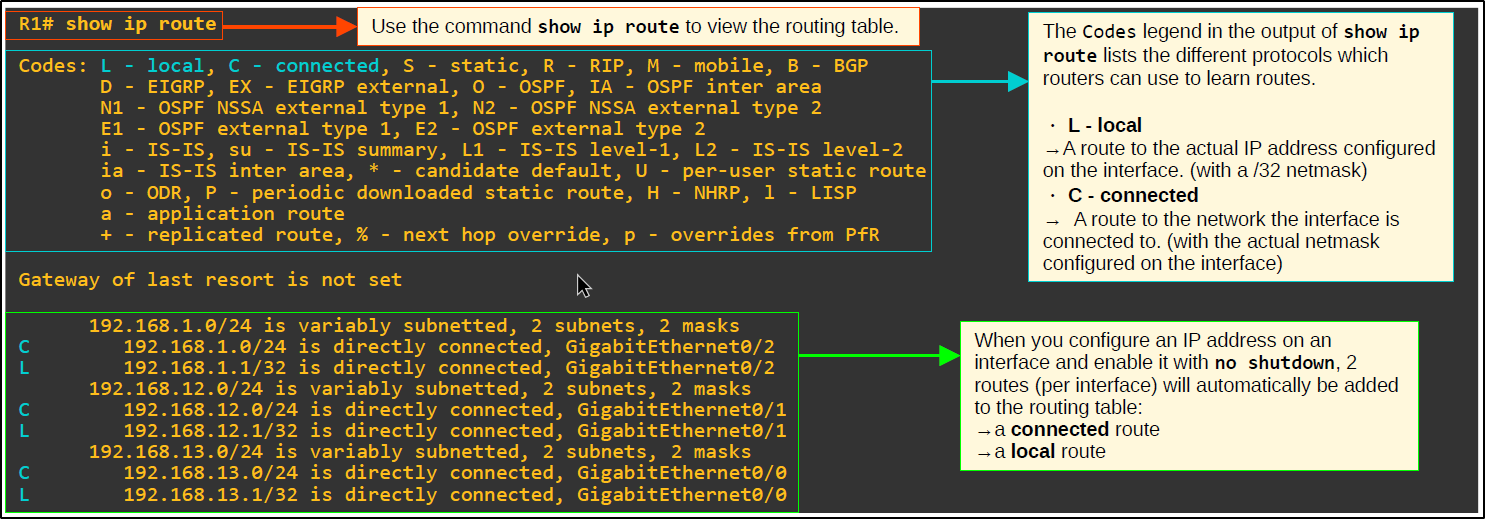 R1# show ip route
Use the command show ip route to view the routing table.
Codes: L - local, C - connected, S - static, R - RIP, M - mobile, B - BGP
D - EIGRP, EX - EIGRP external, O - OSPF, IA - OSPF inter area
N1 - OSPF NSSA external type 1, N2 - OSPF NSSA external type 2
E1 - OSPF external type 1, E2 - OSPF external type 2
i - IS-IS, su - IS-IS summary, L1 - IS-IS level-1, L2 - IS-IS level-2
ia - IS-IS inter area, * - candidate default, U - per-user static route
o - ODR, P - periodic downloaded static route, H - NHRP, l - LISP
a - application route
+ - replicated route, % - next hop override, p - overrides from PfR
The Codes legend in the output of show ip
route lists the different protocols which
routers can use to learn routes.
· L - local
→A route to the actual IP address configured
on the interface. (with a /32 netmask)
· C - connected
→ A route to the network the interface is
connected to. (with the actual netmask
configured on the interface)
Gateway of last resort is not set
192.168.1.0/24 is variably subnetted, 2 subnets, 2 masks
C 192.168.1.0/24 is directly connected, GigabitEthernet0/2
L 192.168.1.1/32 is directly connected, GigabitEthernet0/2
192.168.12.0/24 is variably subnetted, 2 subnets, 2 masks
C 192.168.12.0/24 is directly connected, GigabitEthernet0/1
L 192.168.12.1/32 is directly connected, GigabitEthernet0/1
192.168.13.0/24 is variably subnetted, 2 subnets, 2 masks
C 192.168.13.0/24 is directly connected, GigabitEthernet0/0
L 192.168.13.1/32 is directly connected, GigabitEthernet0/0
When you configure an IP address on an
interface and enable it with no shutdown, 2
routes (per interface) will automatically be added
to the routing table:
→a connected route
→a local route